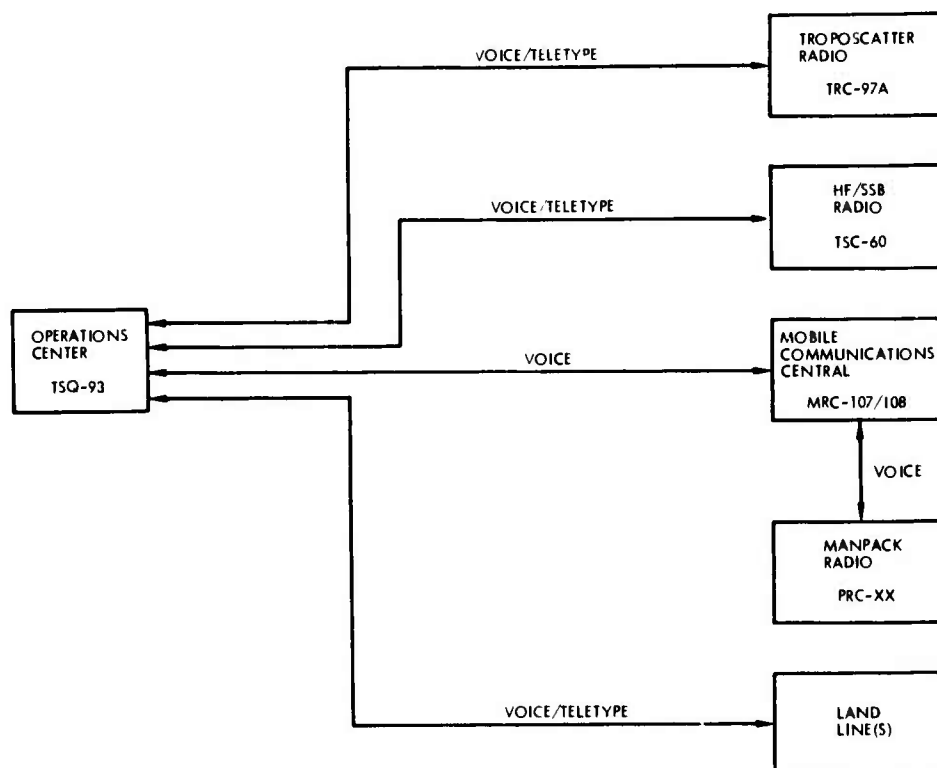 TROPOSCATTER
RADIO
TRC-97A
VOICE/TELETYPE
HF/SSB
RADIO
TSC-60
VOICE/TELETYPE
OPERATIONS
CENTER
TSQ-93
VOICE
MOBILE
COMMUNICATIONS
CENTRAL
MRC-107/108
VOICE
MANPACK
RADIO
PRC-XX
VOICE/TELETYPE
LAND
LINE(S)